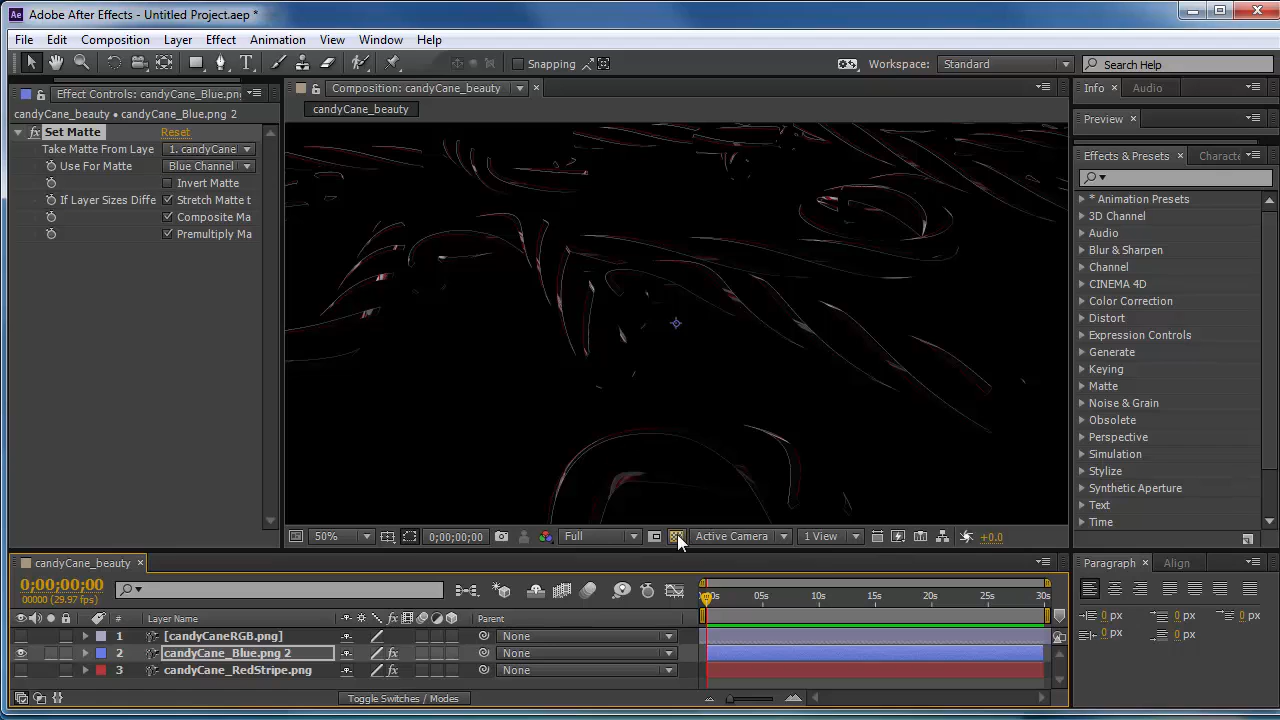 Adobe After Effects - Untitled Project.aep *
File Edit Composition Layer Effect Animation View Window Help
Snapping
Workspace: Standard
Search Help
Effect Controls: candyCane_Blue.pn
candyCane_beauty • candyCane_Blue.png 2
fx Set Matte Reset
Take Matte From Laye 1. candyCane
Use For Matte Blue Channel
Invert Matte
If Layer Sizes Diffe Stretch Matte t
Composite Ma
Premultiply Ma
Composition: candyCane_beauty
candyCane_beauty
50%
0;00;00;00
Full
Active Camera
1 View
+0.0
Info Audio
Preview
Effects & Presets Characte
* Animation Presets
3D Channel
Audio
Blur & Sharpen
Channel
CINEMA 4D
Color Correction
Distort
Expression Controls
Generate
Keying
Matte
Noise & Grain
Obsolete
Perspective
Simulation
Stylize
Synthetic Aperture
Text
Time
candyCane_beauty
0;00;00;00
00000 (29.97 fps)
05s 10s 15s 20s 25s 30s
# Layer Name Parent
1 [candyCaneRGB.png] None
2 candyCane_Blue.png 2 fx None
3 candyCane_RedStripe.png fx None
Toggle Switches / Modes
Paragraph Align
0 px 0 px 0 px
0 px 0 px